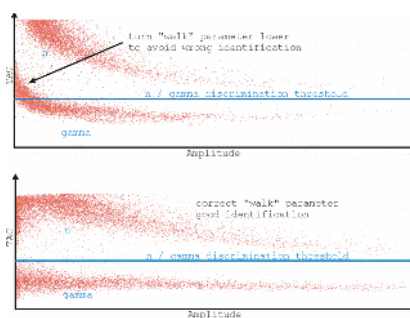 turn "walk" parameter lower
to avoid wrong identification
n
TAC
n / gamma discrimination threshold
gamma
Amplitude
correct "walk" parameter
good identification
TAC
n
n / gamma discrimination threshold
gamma
Amplitude